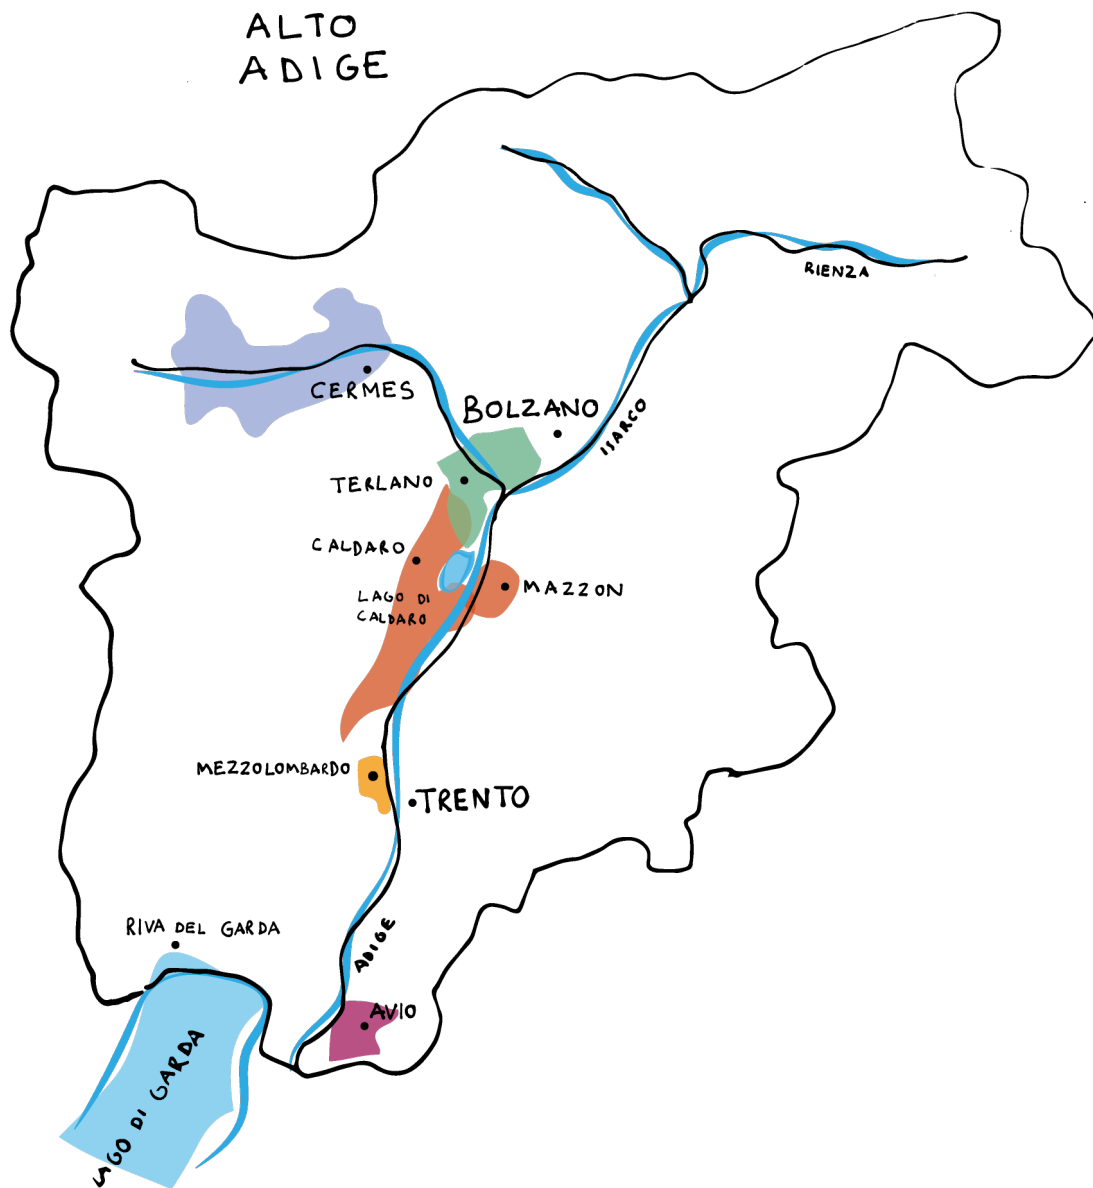 ALTO
ADIGE
RIENZA
CERMES
BOLZANO
ISARCO
TERLANO
CALDARO
MAZZON
LAGO DI
CALDARO
MEZZOLOMBARDO
TRENTO
RIVA DEL GARDA
ADIGE
AVIO
LAGO DI GARDA